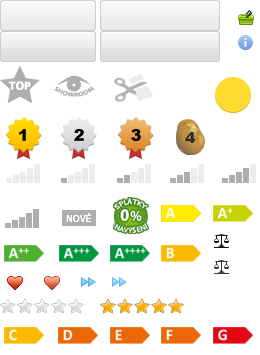 TOP
SHOWROOM
1
2
3
4
NOVÉ
SPLÁTKY
0%
NAVÝŠENÍ
A
A+
A++
A+++
A++++
B
C
D
E
F
G
i